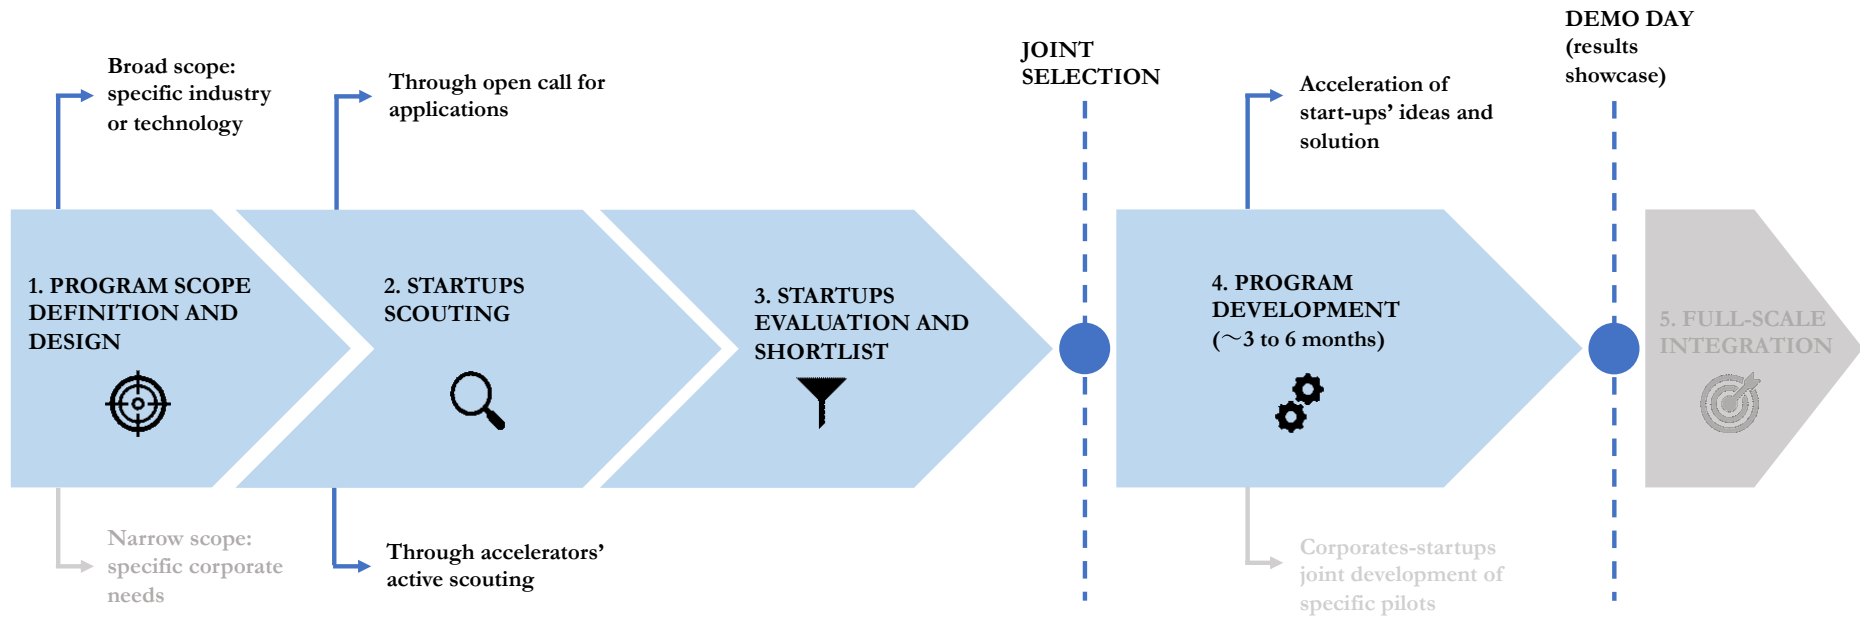 Broad scope:
specific industry
or technology
Through open call for
applications
JOINT
SELECTION
Acceleration of
start-ups’ ideas and
solution
DEMO DAY
(results
showcase)
1. PROGRAM SCOPE
DEFINITION AND
DESIGN
2. STARTUPS
SCOUTING
3. STARTUPS
EVALUATION AND
SHORTLIST
4. PROGRAM
DEVELOPMENT
(～3 to 6 months)
5. FULL-SCALE
INTEGRATION
Narrow scope:
specific corporate
needs
Through accelerators’
active scouting
Corporates-startups
joint development of
specific pilots